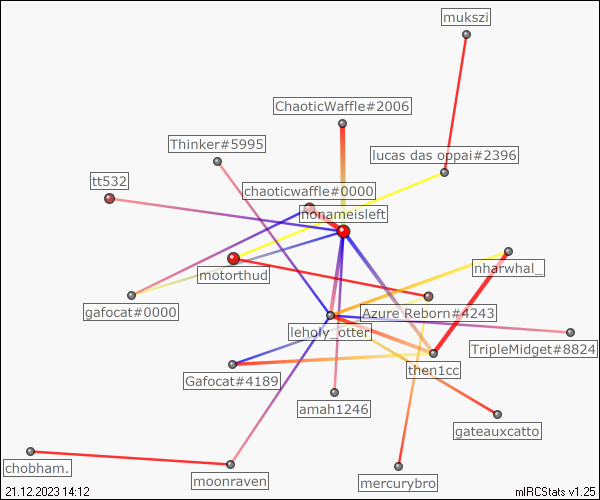 mukszi
ChaoticWaffle#2006
Thinker#5995
lucas das oppai#2396
tt532
chaoticwaffle#0000
nonameisleft
nharwhal_
motorthud
gafocat#0000
Azure Reborn#4243
leholy_otter
TripleMidget#8824
then1cc
Gafocat#4189
amah1246
gateauxcatto
chobham.
moonraven
mercurybro
21.12.2023 14:12
mIRCStats v1.25